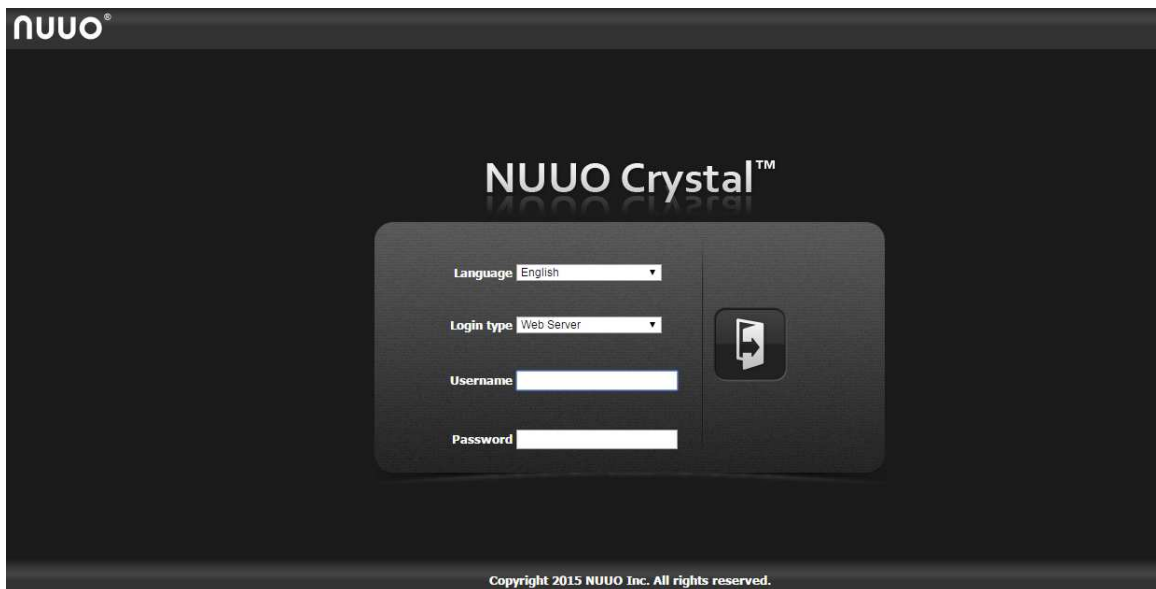 NUUO®
NUUO Crystal™
Language English
Login type Web Server
Username
Password
Copyright 2015 NUUO Inc. All rights reserved.